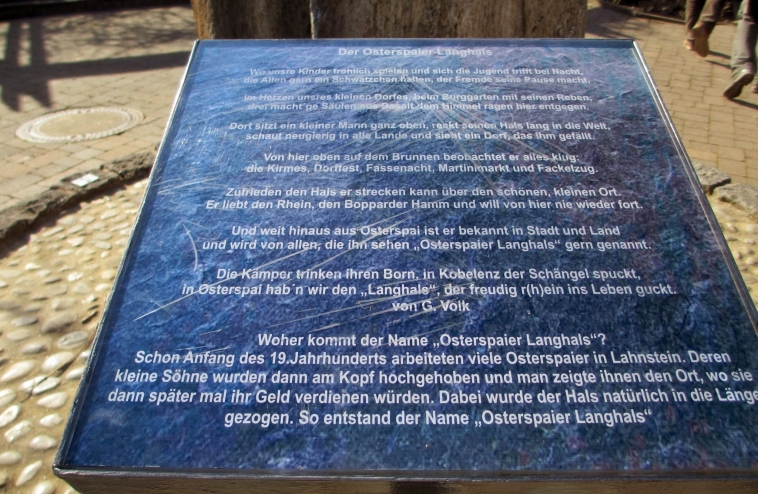 Der Osterspaier Langhals
Wo unsre Kinder fröhlich spielen und sich die Jugend trifft bei Nacht,
die Alten gern ein Schwätzchen halten, der Fremde seine Pause macht,
im Herzen unsres kleinen Dorfes, beim Burggarten mit seinen Reben,
drei mächt'ge Säulen aus Basalt dem Himmel ragen hier entgegen.
Dort sitzt ein kleiner Mann ganz oben, reckt seinen Hals lang in die Welt,
schaut neugierig in alle Lande und sieht ein Dorf, das ihm gefällt.
Von hier oben auf dem Brunnen beobachtet er alles klug:
die Kirmes, Dorffest, Fassenacht, Martinimarkt und Fackelzug.
Zufrieden den Hals er strecken kann über den schönen, kleinen Ort.
Er liebt den Rhein, den Bopparder Hamm und will von hier nie wieder fort.
Und weit hinaus aus Osterspai ist er bekannt in Stadt und Land
und wird von allen, die ihn sehen „Osterspaier Langhals“ gern genannt.
Die Kamper trinken ihren Born, in Kobelenz der Schängel spuckt,
in Osterspai hab´n wir den „Langhals“, der freudig r(h)ein ins Leben guckt.
von G. Volk
Woher kommt der Name „Osterspaier Langhals“?
Schon Anfang des 19.Jahrhunderts arbeiteten viele Osterspaier in Lahnstein. Deren
kleine Söhne wurden dann am Kopf hochgehoben und man zeigte ihnen den Ort, wo sie
dann später mal ihr Geld verdienen würden. Dabei wurde der Hals natürlich in die Länge
gezogen. So entstand der Name „Osterspaier Langhals“